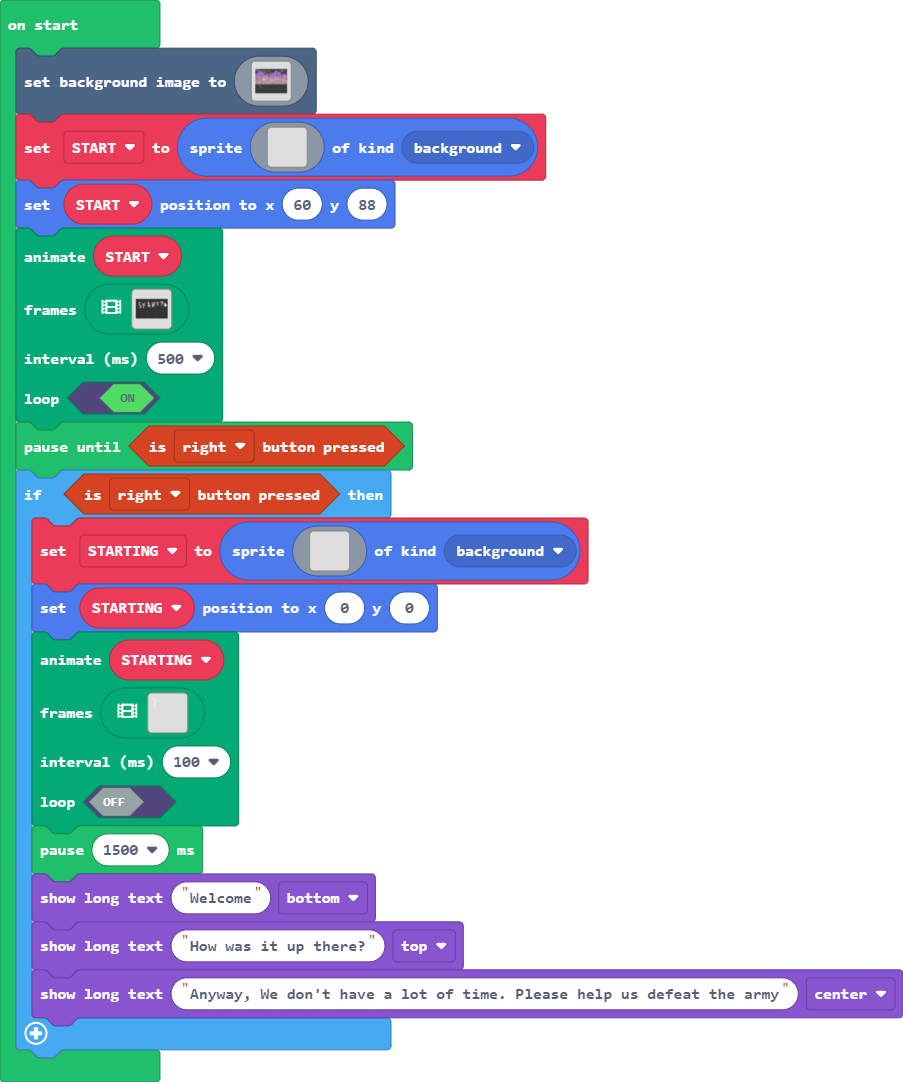 on start
set background image to
set START to sprite of kind background
set START position to x 60 y 88
animate START
frames
interval (ms) 500
loop ON
pause until is right button pressed
if is right button pressed then
set STARTING to sprite of kind background
set STARTING position to x 0 y 0
animate STARTING
frames
interval (ms) 100
loop OFF
pause 1500 ms
show long text "Welcome" bottom
show long text "How was it up there?" top
show long text "Anyway, We don't have a lot of time. Please help us defeat the army" center